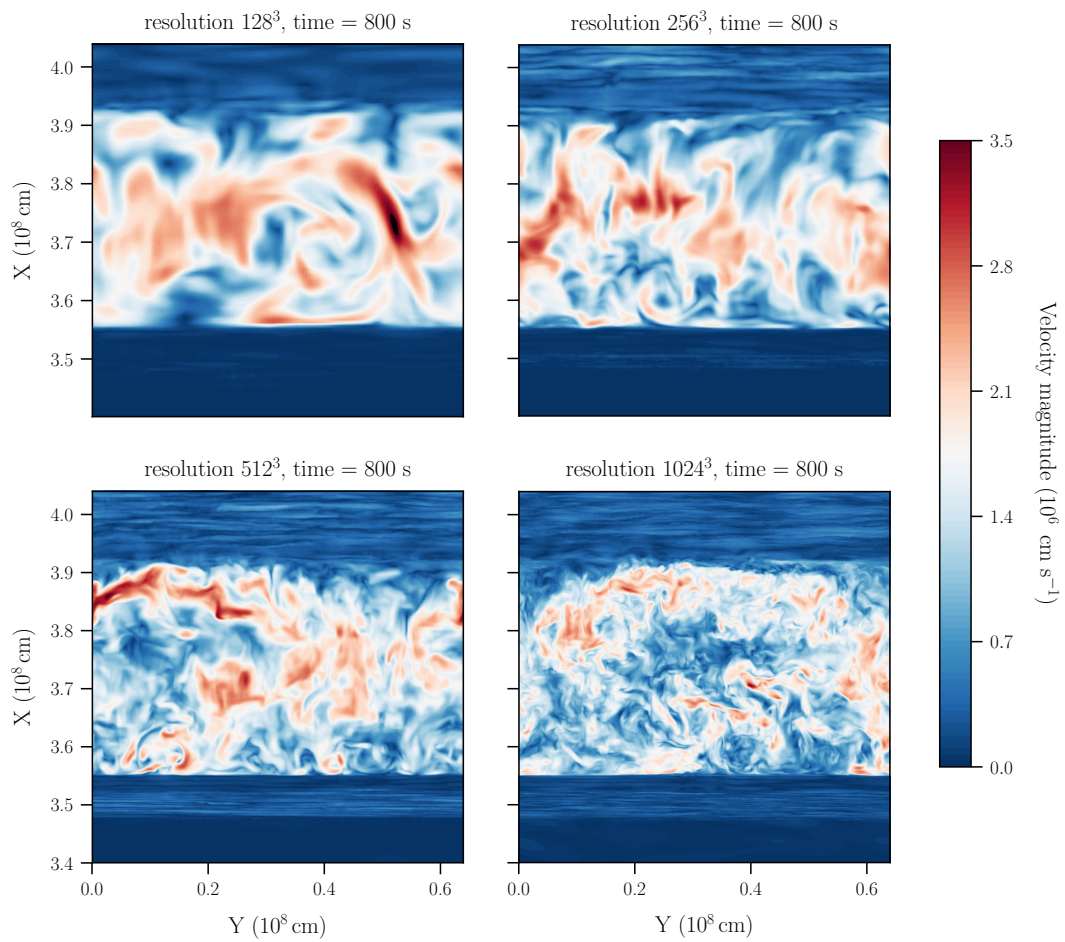 resolution 128³, time = 800 s
resolution 256³, time = 800 s
4.0
3.9
3.8
3.7
3.6
3.5
X (10⁸ cm)
3.5
2.8
2.1
1.4
0.7
0.0
Velocity magnitude (10⁶ cm s⁻¹)
resolution 512³, time = 800 s
resolution 1024³, time = 800 s
4.0
3.9
3.8
3.7
3.6
3.5
3.4
X (10⁸ cm)
0.0 0.2 0.4 0.6
0.0 0.2 0.4 0.6
Y (10⁸ cm)
Y (10⁸ cm)